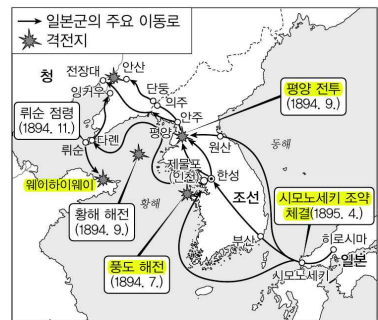 → 일본군의 주요 이동로
격전지
청
전장대
안산
잉커우
단둥
의주
안주
평양 전투
(1894. 9.)
뤼순 점령
(1894. 11.)
다롄
뤼순
평양
원산
동해
웨이하이웨이
제물포
(인천)
한성
조선
황해 해전
(1894. 9.)
황해
시모노세키 조약
체결(1895. 4.)
풍도 해전
(1894. 7.)
부산
히로시마
일본
시모노세키